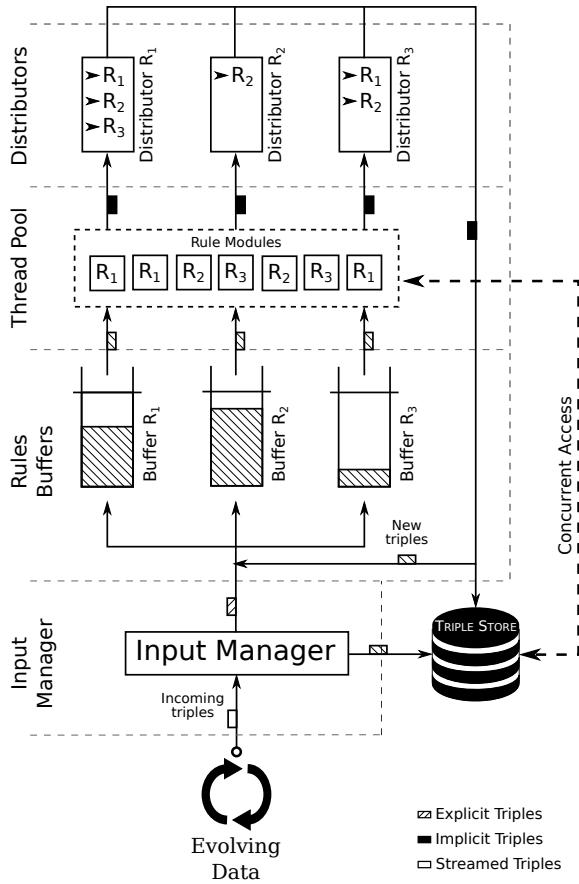 Distributors
R1
R2
R3
Distributor R1
R2
Distributor R2
R1
R2
Distributor R3
Thread Pool
Rule Modules
R1
R1
R2
R3
R2
R3
R1
Rules
Buffers
Buffer R1
Buffer R2
Buffer R3
Concurrent Access
New
triples
Input
Manager
Input Manager
TRIPLE STORE
Incoming
triples
Evolving
Data
Explicit Triples
Implicit Triples
Streamed Triples